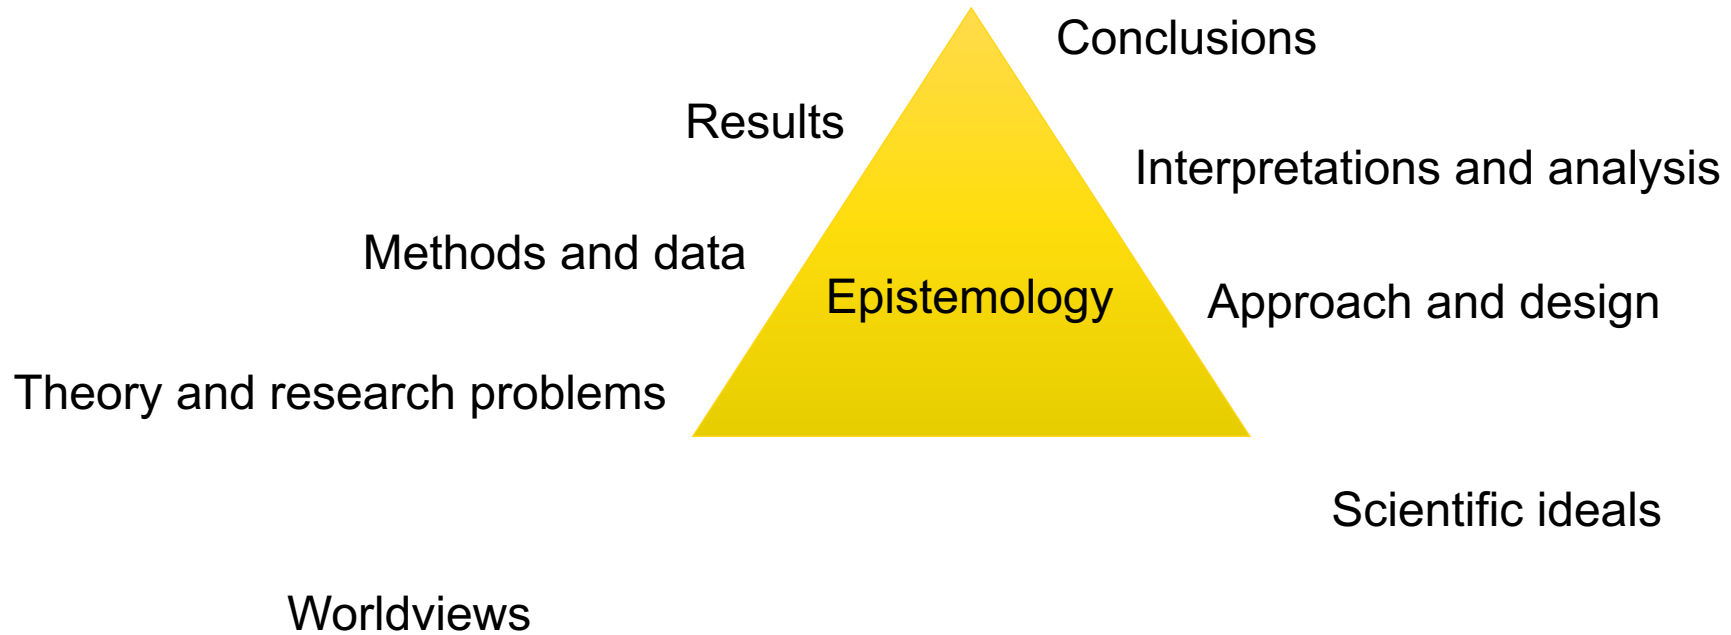 Conclusions
Results
Interpretations and analysis
Methods and data
Epistemology
Approach and design
Theory and research problems
Scientific ideals
Worldviews